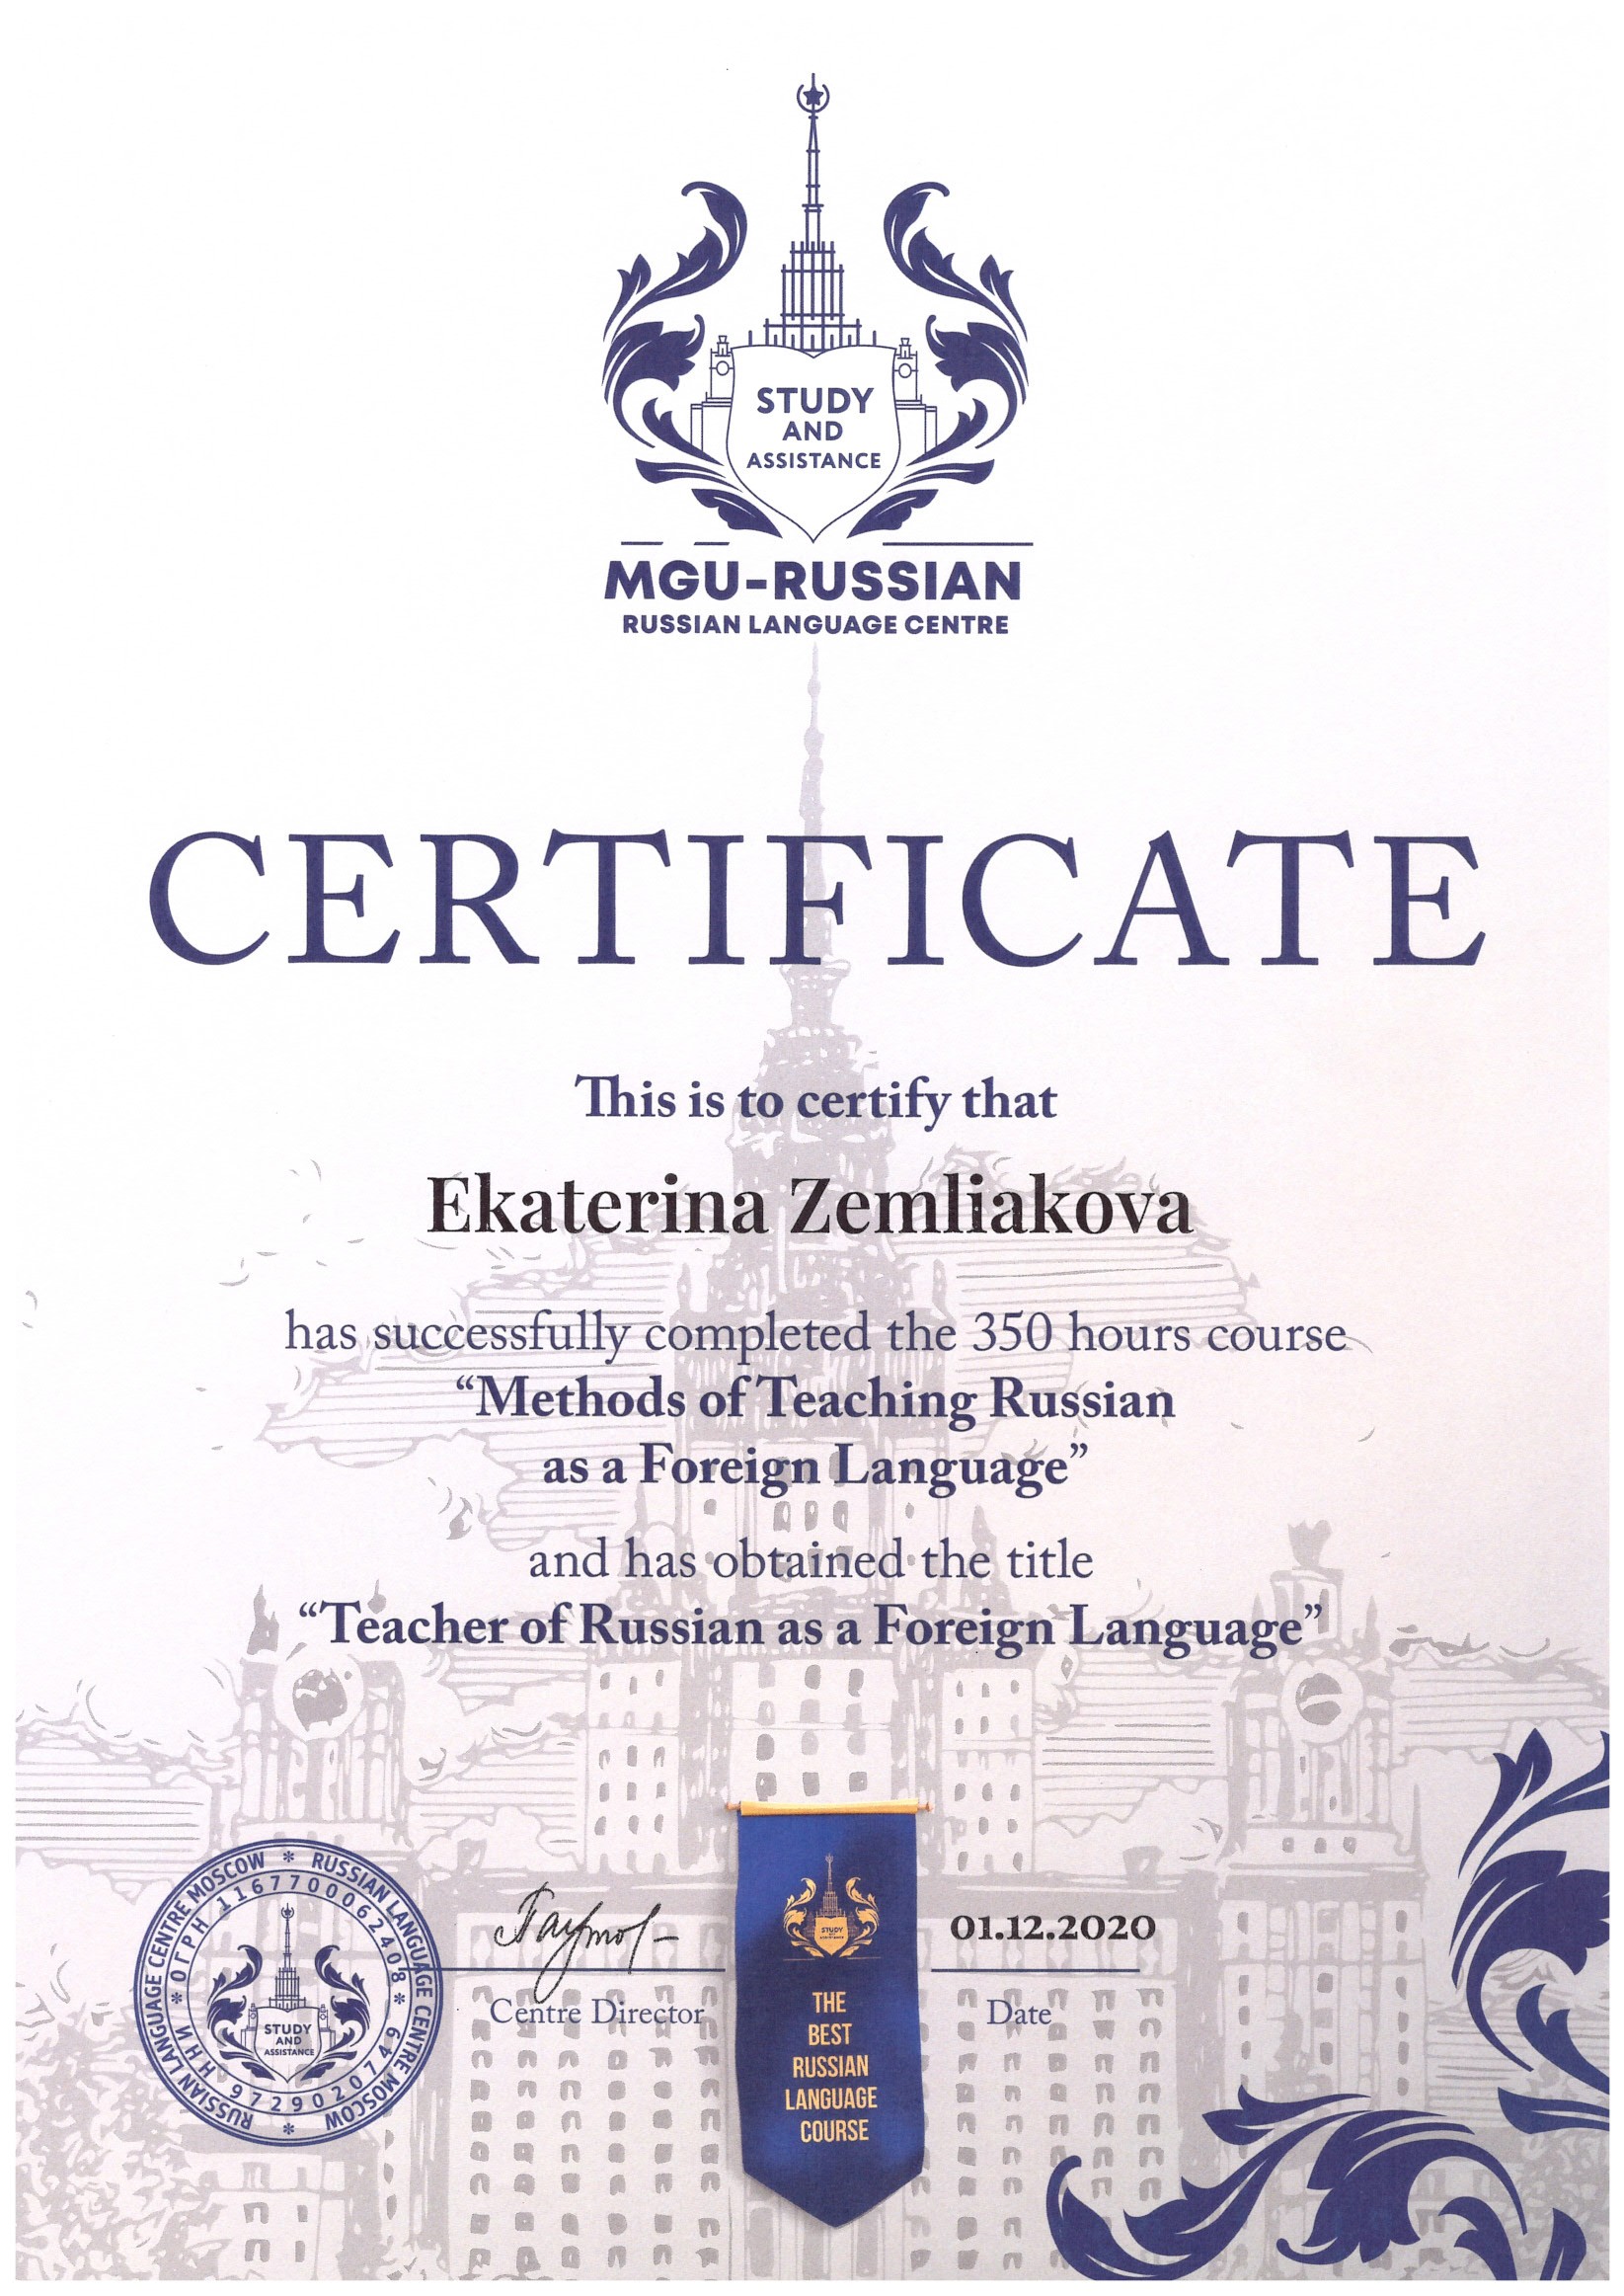 STUDY
AND
ASSISTANCE
MGU-RUSSIAN
RUSSIAN LANGUAGE CENTRE
CERTIFICATE
This is to certify that
Ekaterina Zemliakova
has successfully completed the 350 hours course
“Methods of Teaching Russian
as a Foreign Language”
and has obtained the title
“Teacher of Russian as a Foreign Language”
RUSSIAN LANGUAGE CENTRE MOSCOW * RUSSIAN LANGUAGE CENTRE MOSCOW *
* ОГРН 1167700062408 * ИНН 9729020749
STUDY
AND
ASSISTANCE
Centre Director
STUDY
AND
ASSISTANCE
THE
BEST
RUSSIAN
LANGUAGE
COURSE
01.12.2020
Date